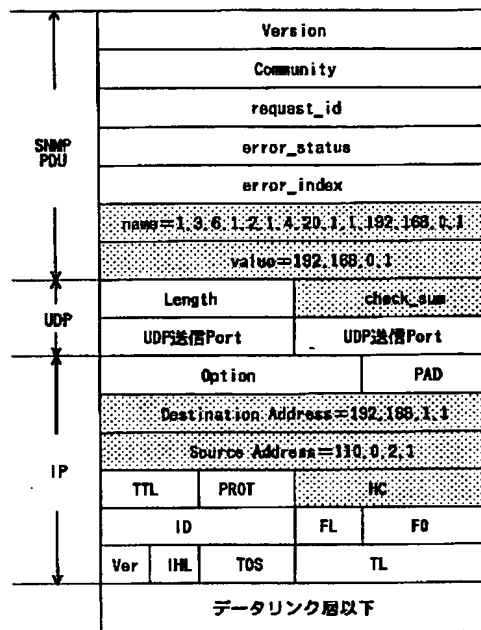 Version
Community
request_id
error_status
error_index
SNMP
PDU
name=1.3.6.1.2.1.4.20.1.1.192.168.0.1
value=192.168.0.1
UDP
Length check_sum
UDP送信Port UDP送信Port
IP
Option PAD
Destination Address=192.168.1.1
Source Address=110.0.2.1
TTL PROT HC
ID FL FO
Ver IHL TOS TL
データリンク層以下